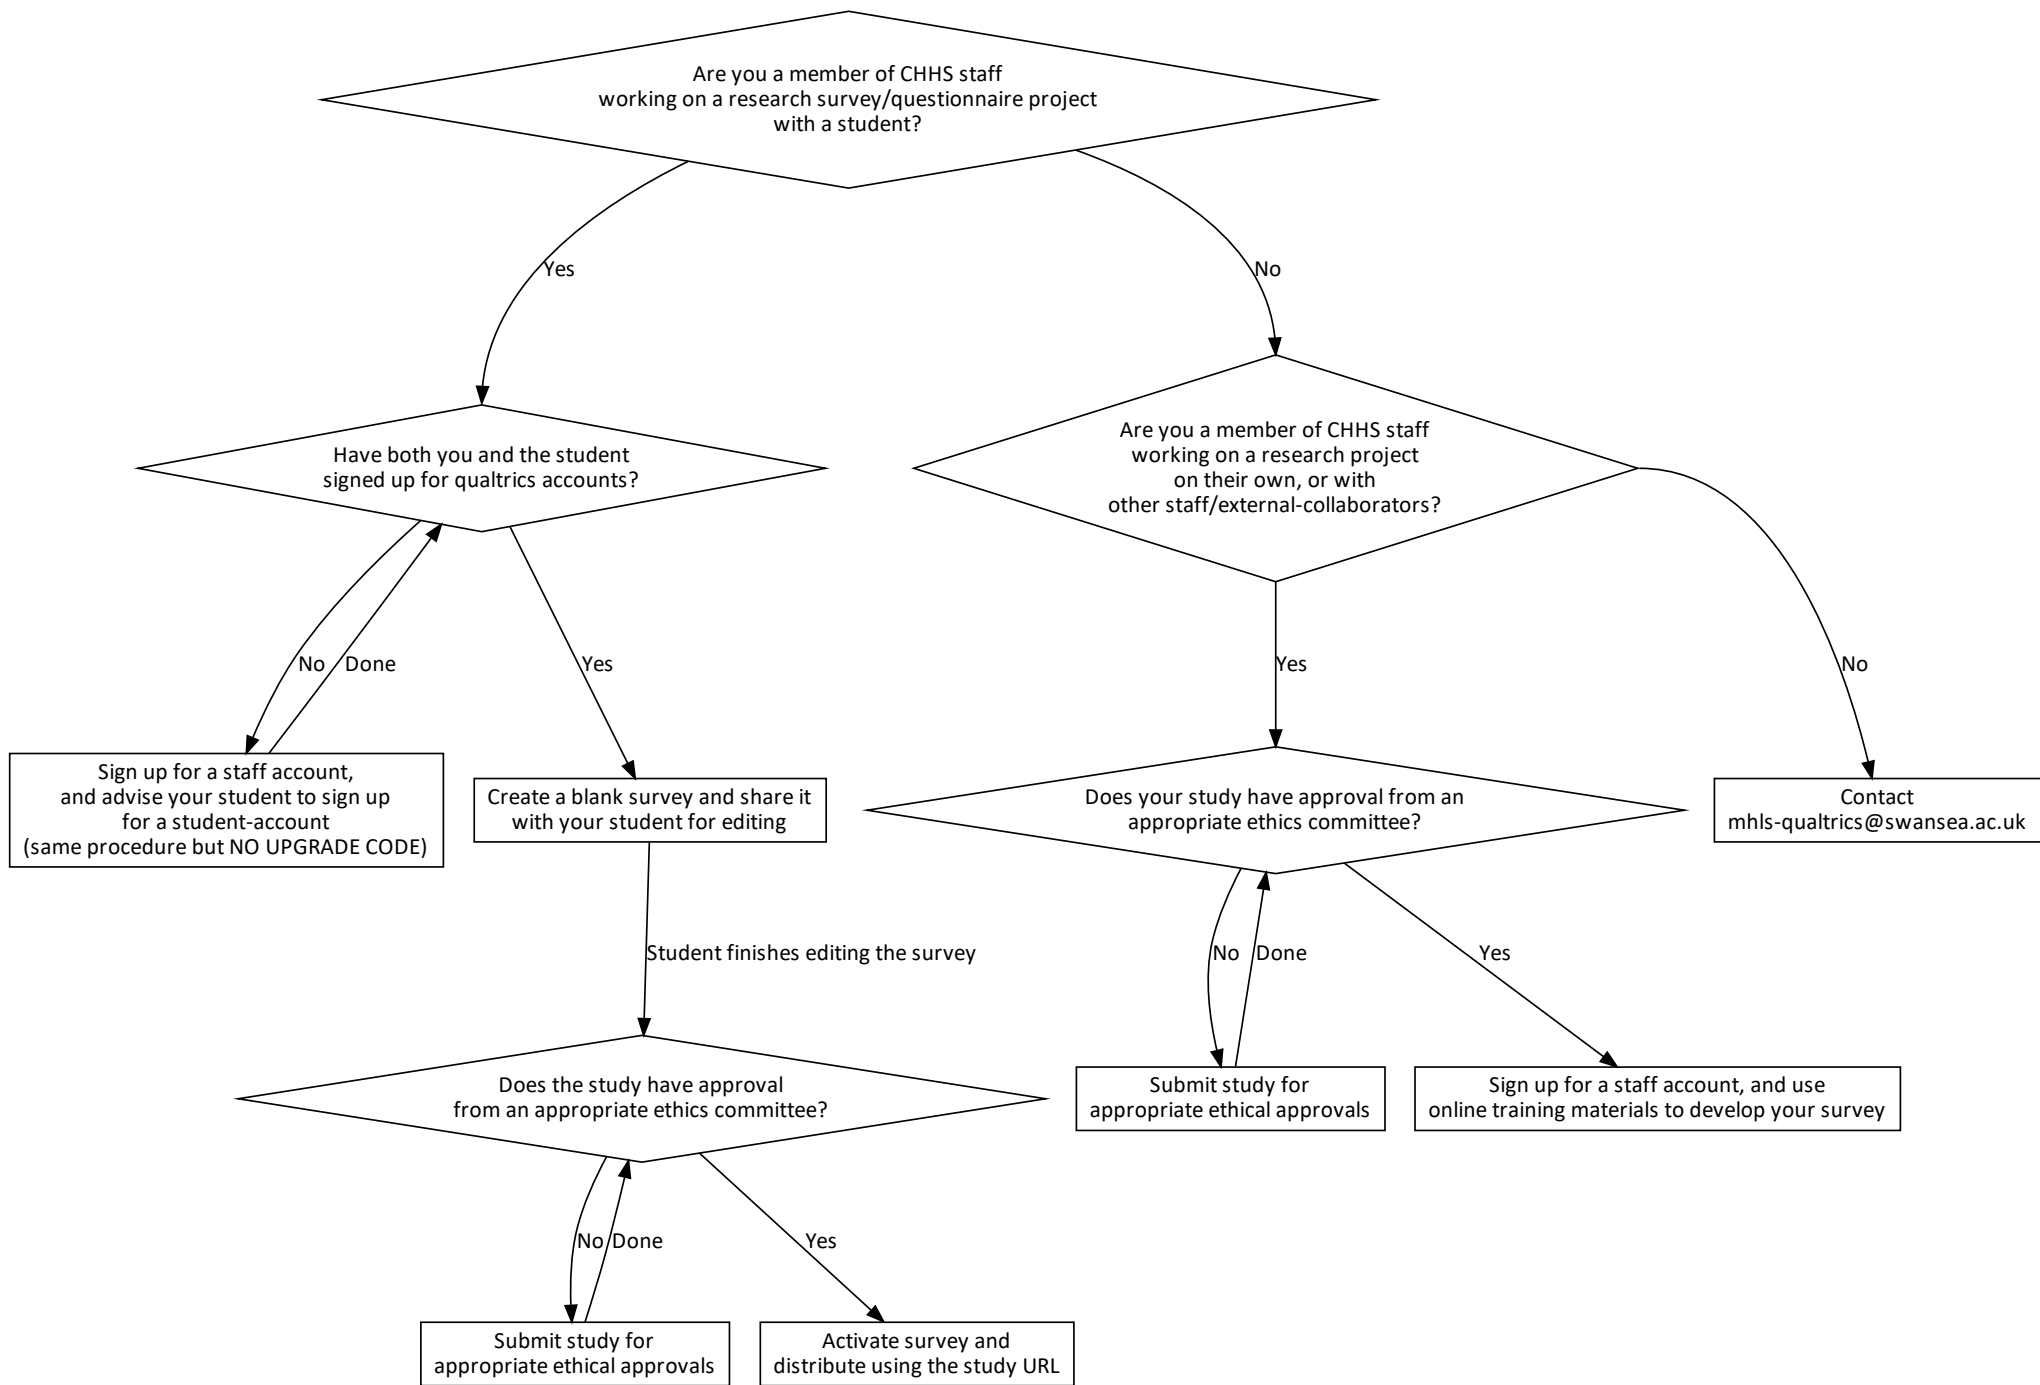 Are you a member of CHHS staff
working on a research survey/questionnaire project
with a student?
Yes
No
Have both you and the student
signed up for qualtrics accounts?
Are you a member of CHHS staff
working on a research project
on their own, or with
other staff/external-collaborators?
No
Done
Yes
Yes
No
Sign up for a staff account,
and advise your student to sign up
for a student-account
(same procedure but NO UPGRADE CODE)
Create a blank survey and share it
with your student for editing
Does your study have approval from an
appropriate ethics committee?
Contact
mhls-qualtrics@swansea.ac.uk
Student finishes editing the survey
No
Done
Yes
Does the study have approval
from an appropriate ethics committee?
Submit study for
appropriate ethical approvals
Sign up for a staff account, and use
online training materials to develop your survey
No
Done
Yes
Submit study for
appropriate ethical approvals
Activate survey and
distribute using the study URL